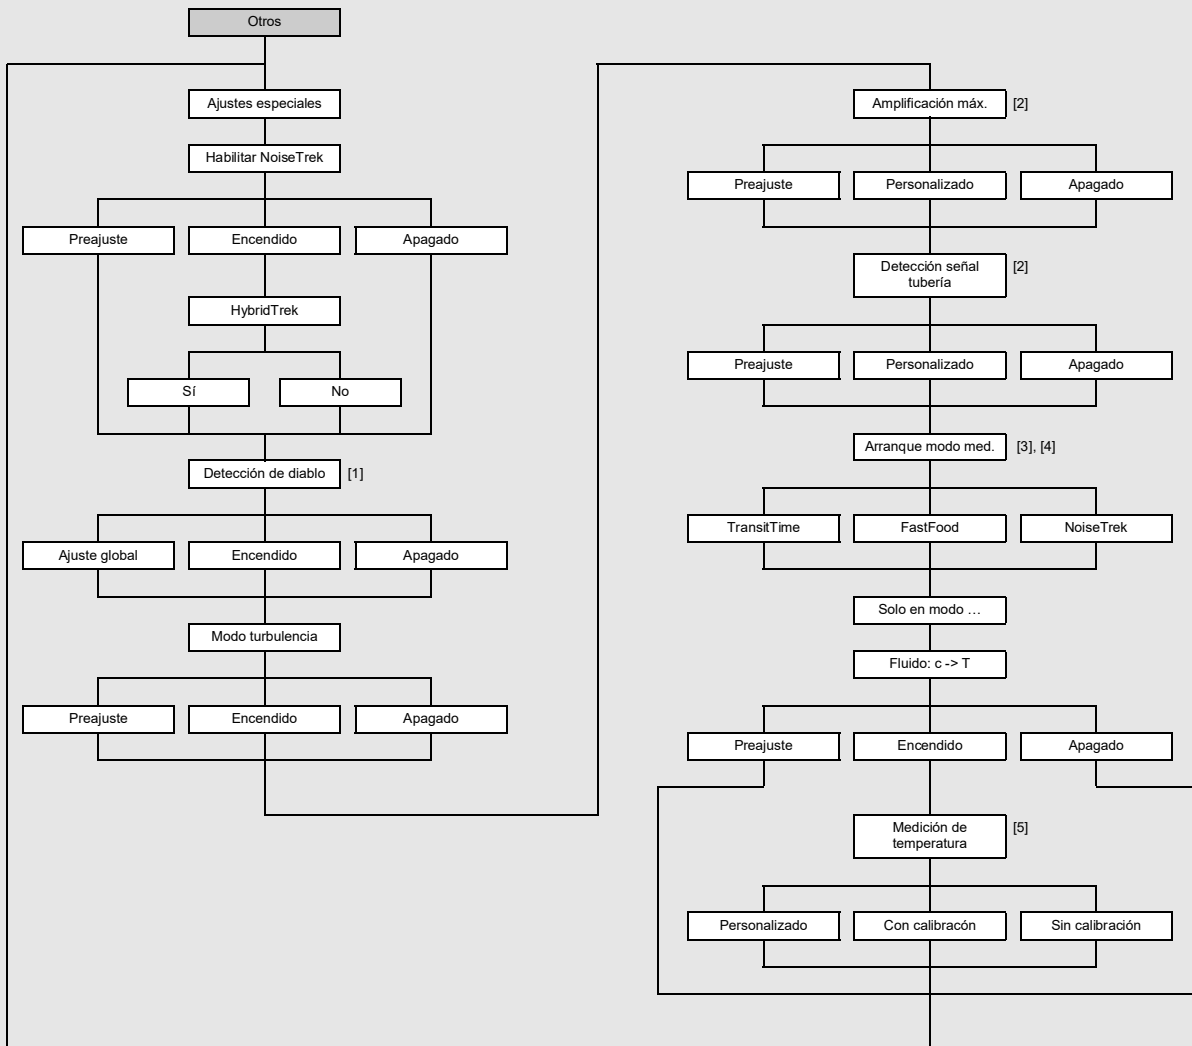 Otros
Ajustes especiales
Habilitar NoiseTrek
Preajuste
Encendido
Apagado
HybridTrek
Sí
No
Detección de diablo [1]
Ajuste global
Encendido
Apagado
Modo turbulencia
Preajuste
Encendido
Apagado
Amplificación máx. [2]
Preajuste
Personalizado
Apagado
Detección señal [2]
tubería
Preajuste
Personalizado
Apagado
Arranque modo med. [3], [4]
TransitTime
FastFood
NoiseTrek
Solo en modo …
Fluido: c -> T
Preajuste
Encendido
Apagado
Medición de [5]
temperatura
Personalizado
Con calibracón
Sin calibración